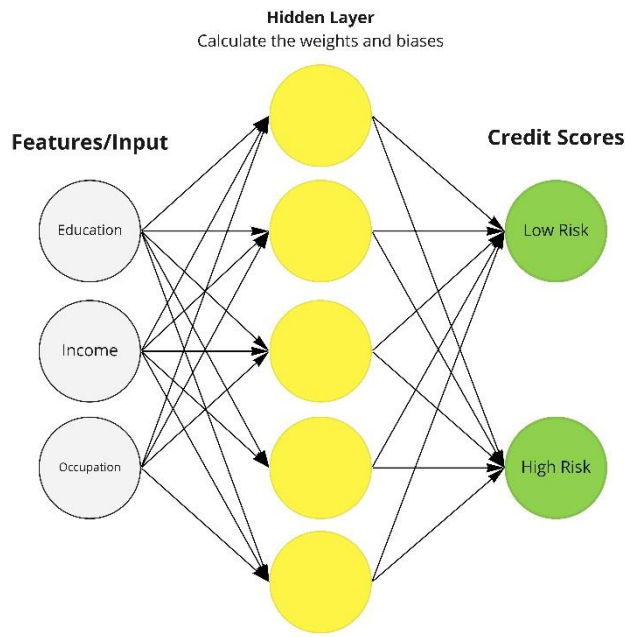 Hidden Layer
Calculate the weights and biases
Features/Input
Credit Scores
Education
Income
Occupation
Low Risk
High Risk